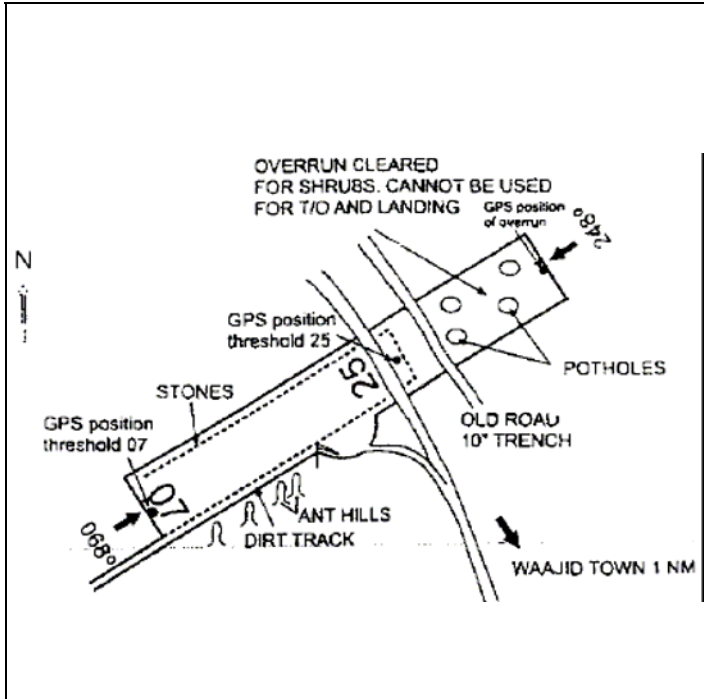 OVERRUN CLEARED
FOR SHRUBS. CANNOT BE USED
FOR T/O AND LANDING
GPS position
of overrun
248°
N
GPS position
threshold 25
25
POTHOLES
STONES
OLD ROAD
10" TRENCH
GPS position
threshold 07
07
068°
ANT HILLS
DIRT TRACK
WAAJID TOWN 1 NM